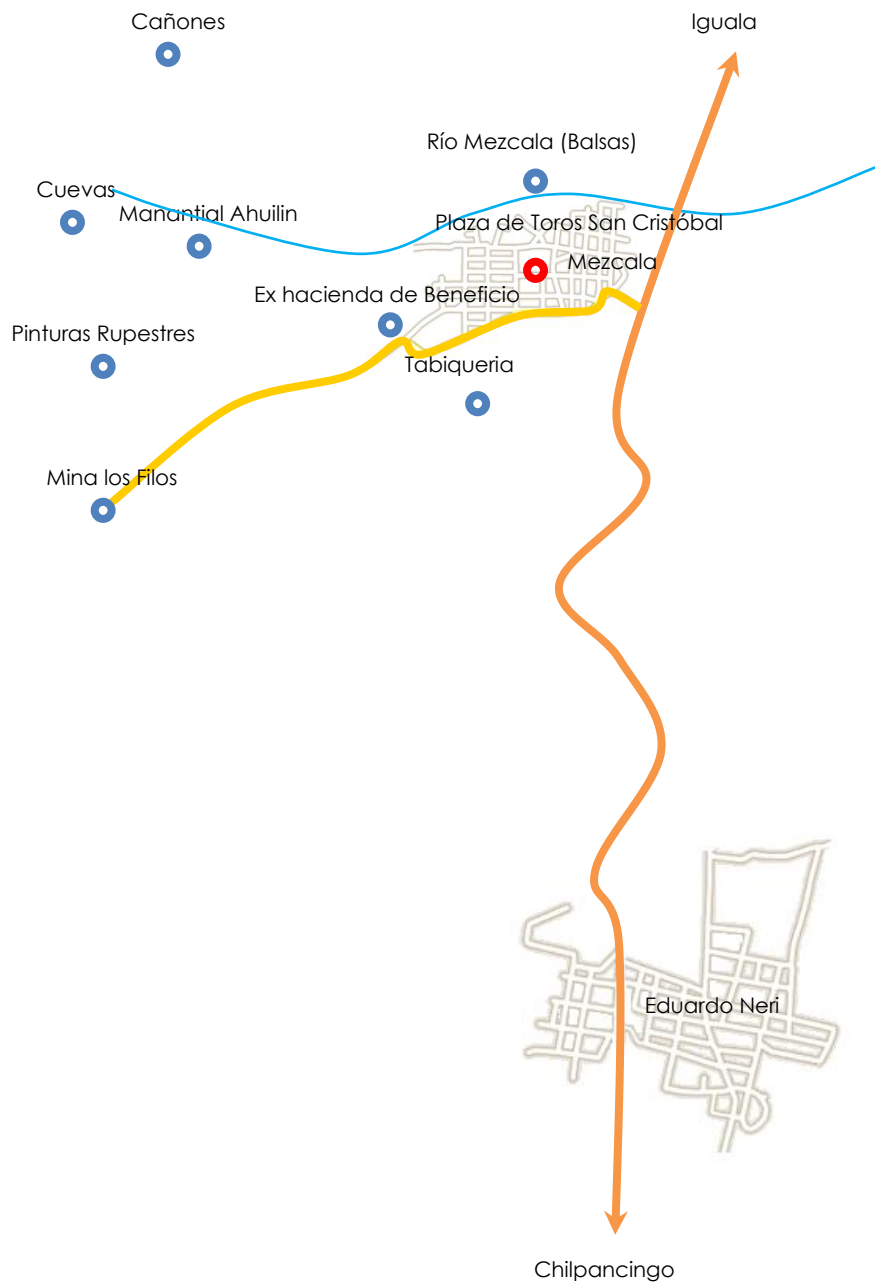 Cañones
Iguala
Río Mezcala (Balsas)
Cuevas
Manantial Ahuilin
Plaza de Toros San Cristóbal
Mezcala
Ex hacienda de Beneficio
Pinturas Rupestres
Tabiqueria
Mina los Filos
Eduardo Neri
Chilpancingo